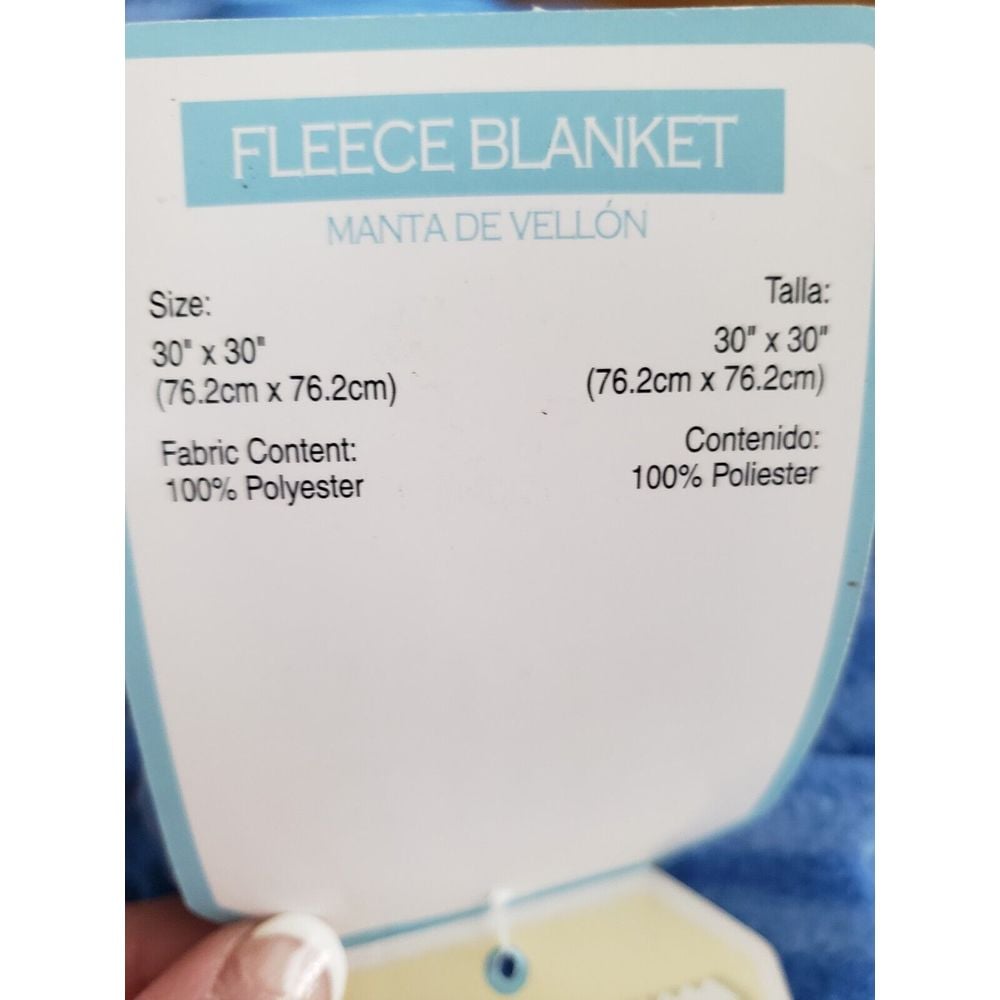 FLEECE BLANKET
MANTA DE VELLÓN
Size:
30" x 30"
(76.2cm x 76.2cm)
Fabric Content:
100% Polyester
Talla:
30" x 30"
(76.2cm x 76.2cm)
Contenido:
100% Poliester